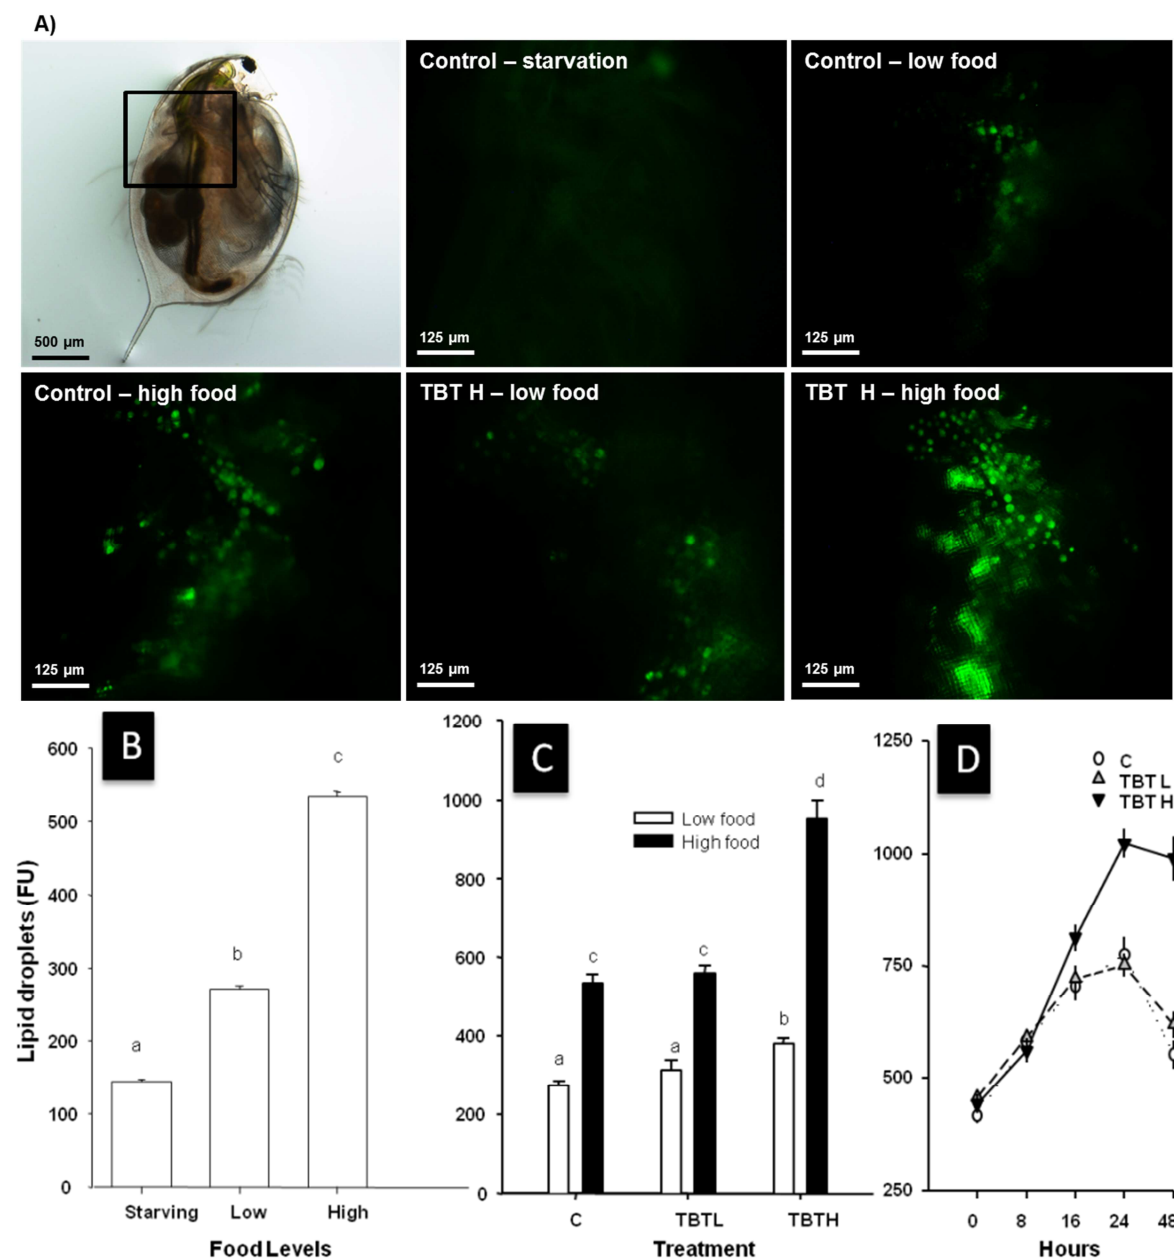 A)
Control – starvation
Control – low food
500 µm
125 µm
125 µm
Control – high food
TBT H – low food
TBT H – high food
125 µm
125 µm
125 µm
B
Lipid droplets (FU)
600
500
400
300
200
100
0
a
b
c
Starving Low High
Food Levels
C
1200
1000
800
600
400
200
0
Low food
High food
a
c
a
c
b
d
C TBTL TBTH
Treatment
D
1250
1000
750
500
250
C
TBT L
TBT H
0 8 16 24 48
Hours